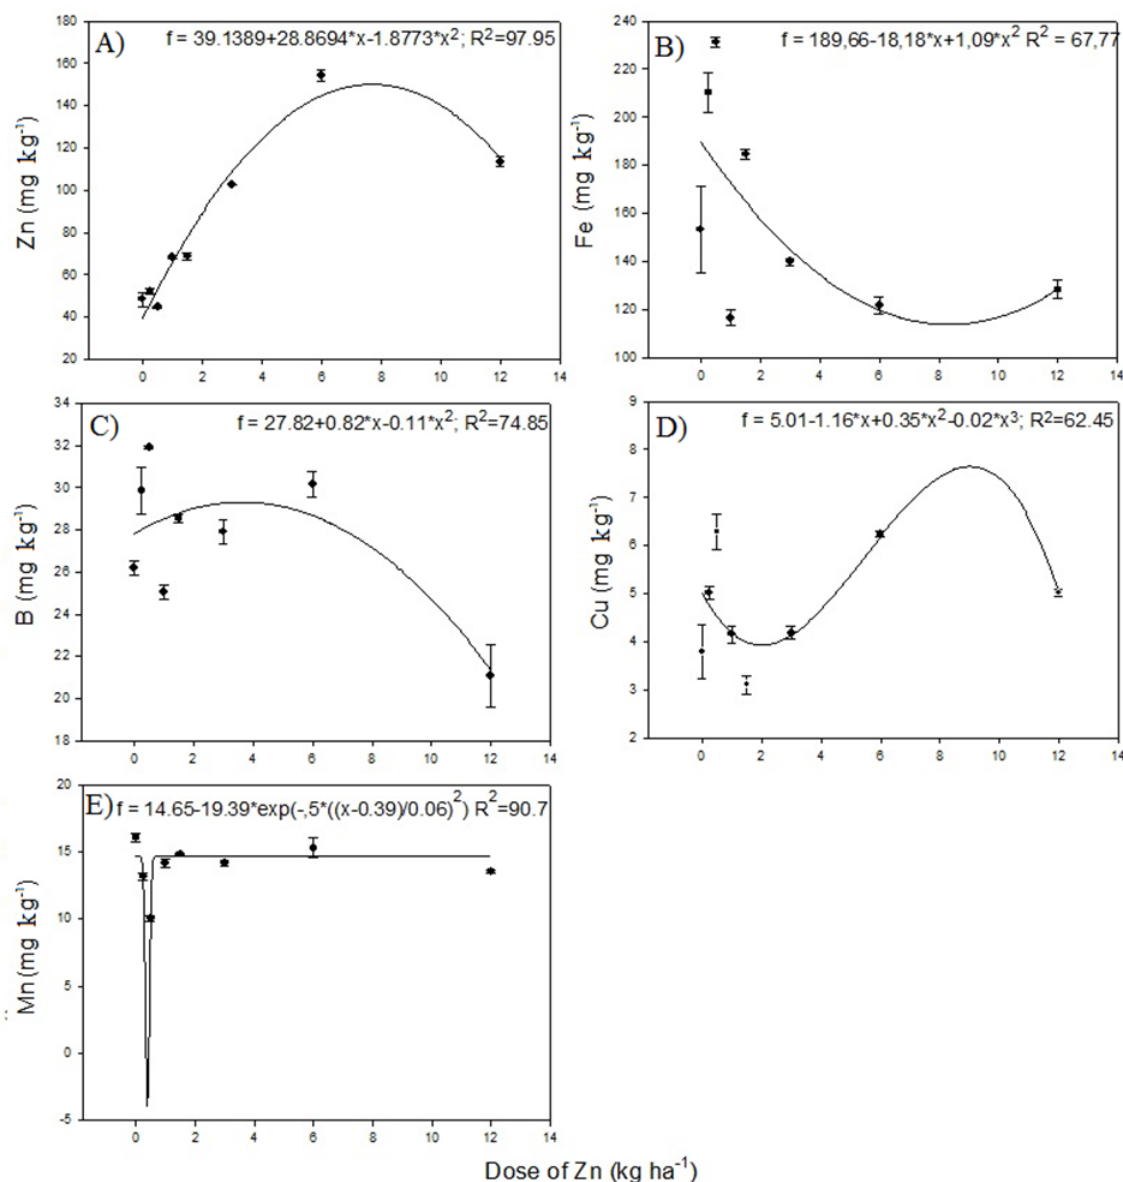 A) f = 39.1389+28.8694*x-1.8773*x²; R²=97.95
180
160
140
120
100
80
60
40
20
Zn (mg kg⁻¹)
0 2 4 6 8 10 12 14
B) f = 189,66-18,18*x+1,09*x² R² = 67,77
240
220
200
180
160
140
120
100
Fe (mg kg⁻¹)
0 2 4 6 8 10 12 14
C) f = 27.82+0.82*x-0.11*x²; R²=74.85
34
32
30
28
26
24
22
20
18
B (mg kg⁻¹)
0 2 4 6 8 10 12 14
D) f = 5.01-1.16*x+0.35*x²-0.02*x³; R²=62.45
9
8
7
6
5
4
3
2
Cu (mg kg⁻¹)
0 2 4 6 8 10 12 14
E) f = 14.65-19.39*exp(-,5*((x-0.39)/0.06)²) R²=90.7
20
15
10
5
0
-5
Mn (mg kg⁻¹)
0 2 4 6 8 10 12 14
Dose of Zn (kg ha⁻¹)